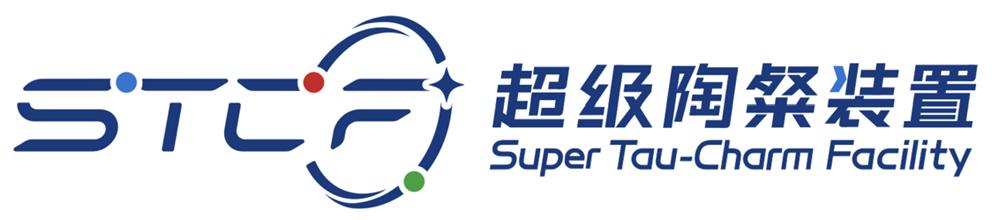 STCF
超级陶粲装置
Super Tau-Charm Facility